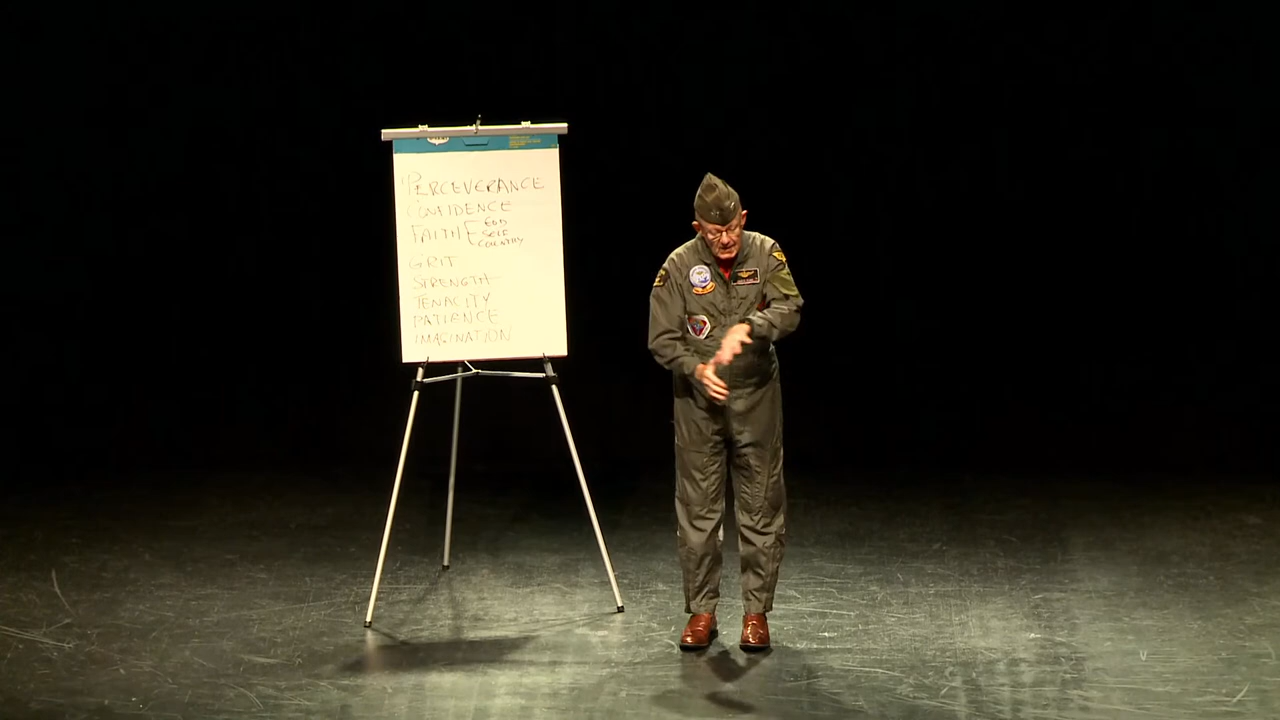 PERCEVERANCE
CONFIDENCE
FAITH GOD
SELF
COUNTRY
GRIT
STRENGTH
TENACITY
PATIENCE
IMAGINATION